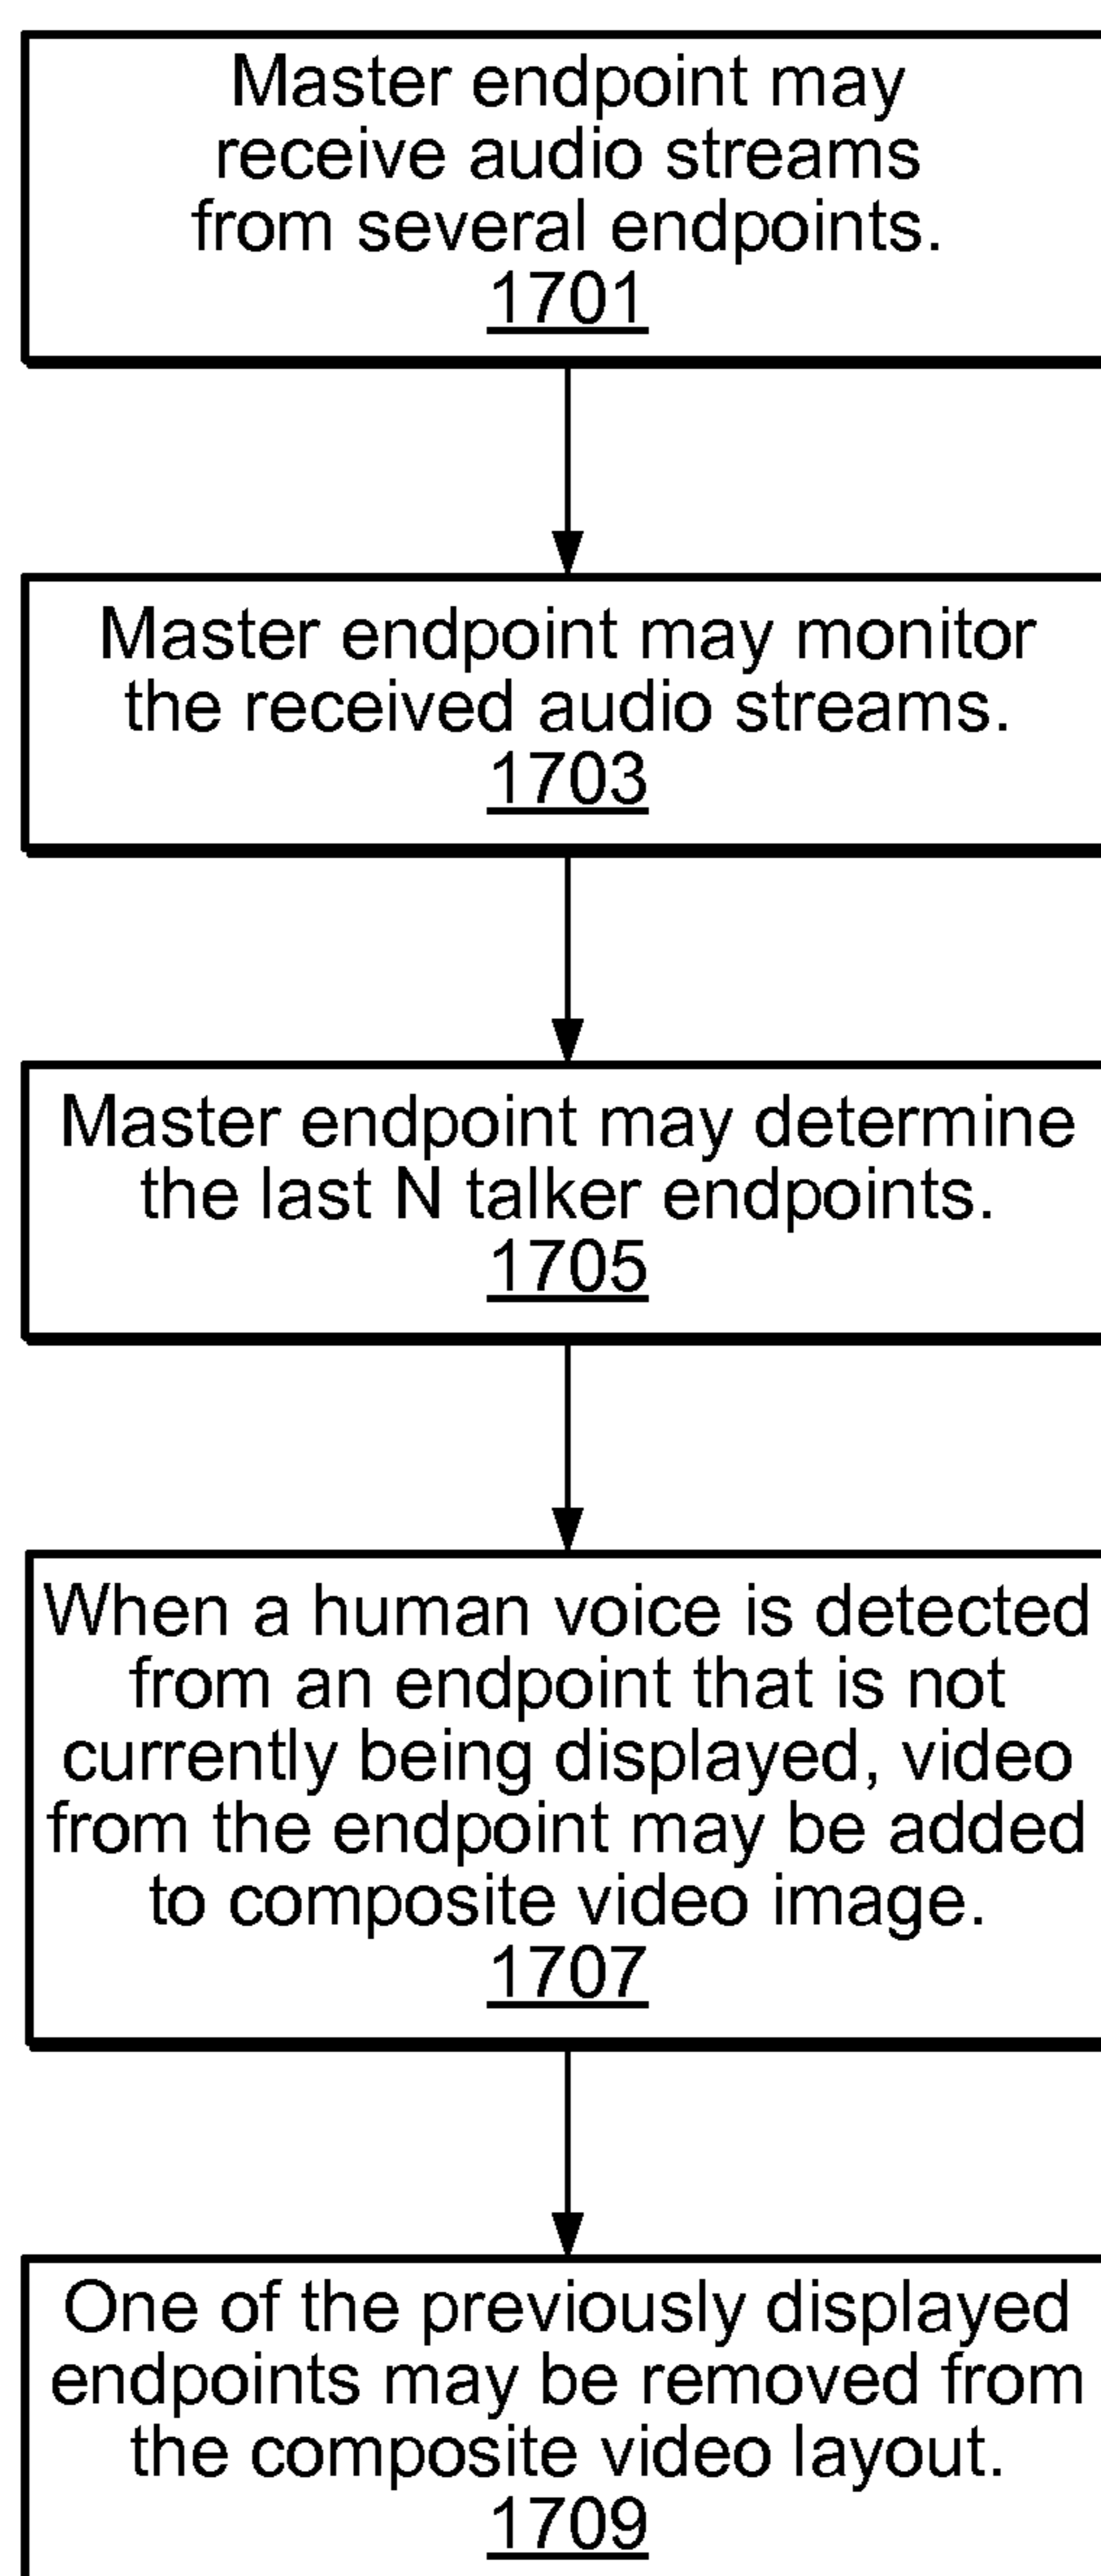 Master endpoint may
receive audio streams
from several endpoints.
1701
Master endpoint may monitor
the received audio streams.
1703
Master endpoint may determine
the last N talker endpoints.
1705
When a human voice is detected
from an endpoint that is not
currently being displayed, video
from the endpoint may be added
to composite video image.
1707
One of the previously displayed
endpoints may be removed from
the composite video layout.
1709